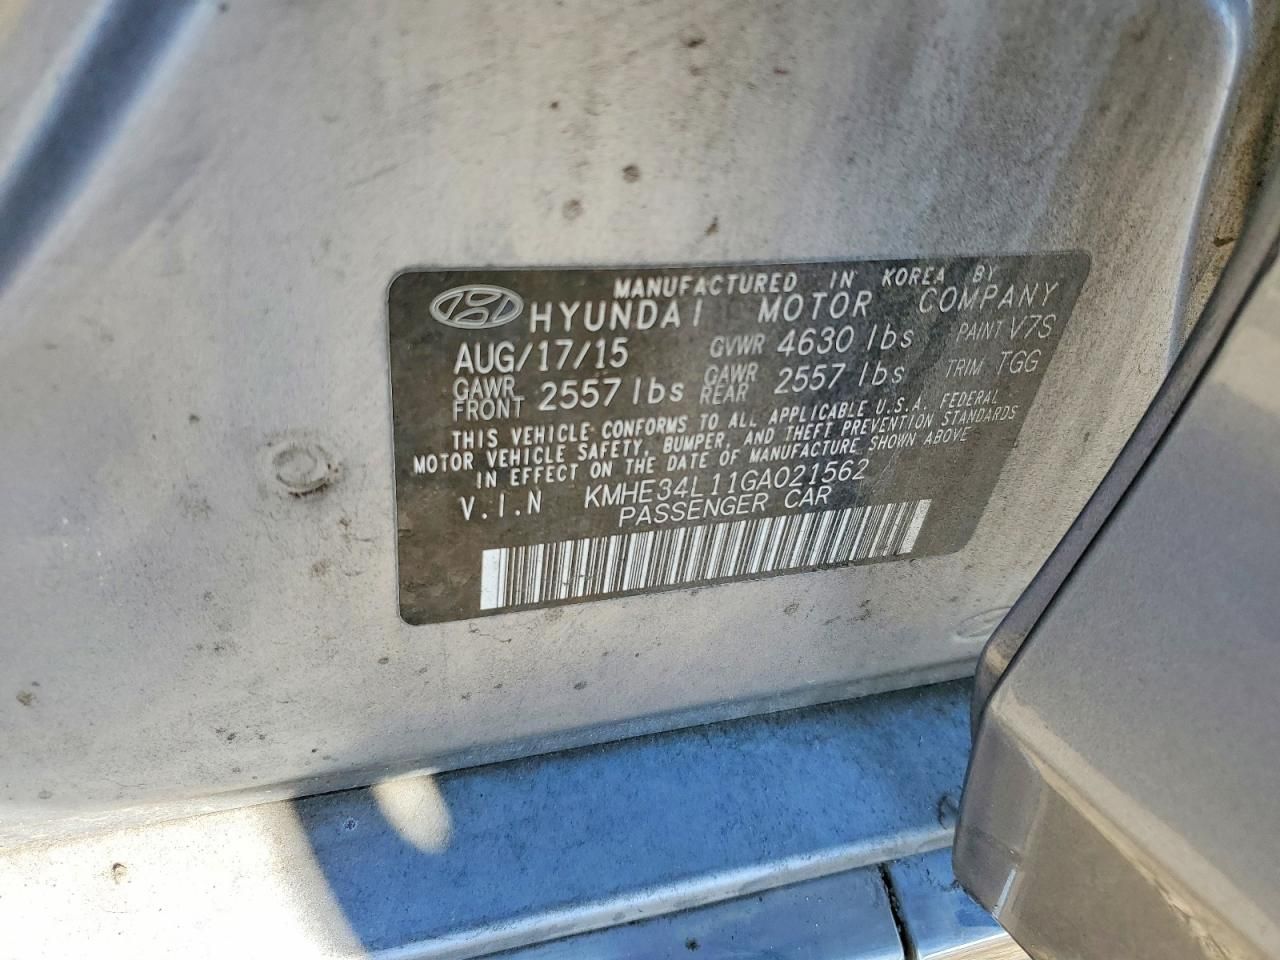 MANUFACTURED IN KOREA BY
HYUNDAI MOTOR COMPANY
AUG/17/15 GVWR 4630 lbs PAINT V7S
GAWR FRONT 2557 lbs GAWR REAR 2557 lbs TRIM TGG
THIS VEHICLE CONFORMS TO ALL APPLICABLE U.S.A. FEDERAL
MOTOR VEHICLE SAFETY, BUMPER, AND THEFT PREVENTION STANDARDS
IN EFFECT ON THE DATE OF MANUFACTURE SHOWN ABOVE
V.I.N KMHE34L11GA021562
PASSENGER CAR